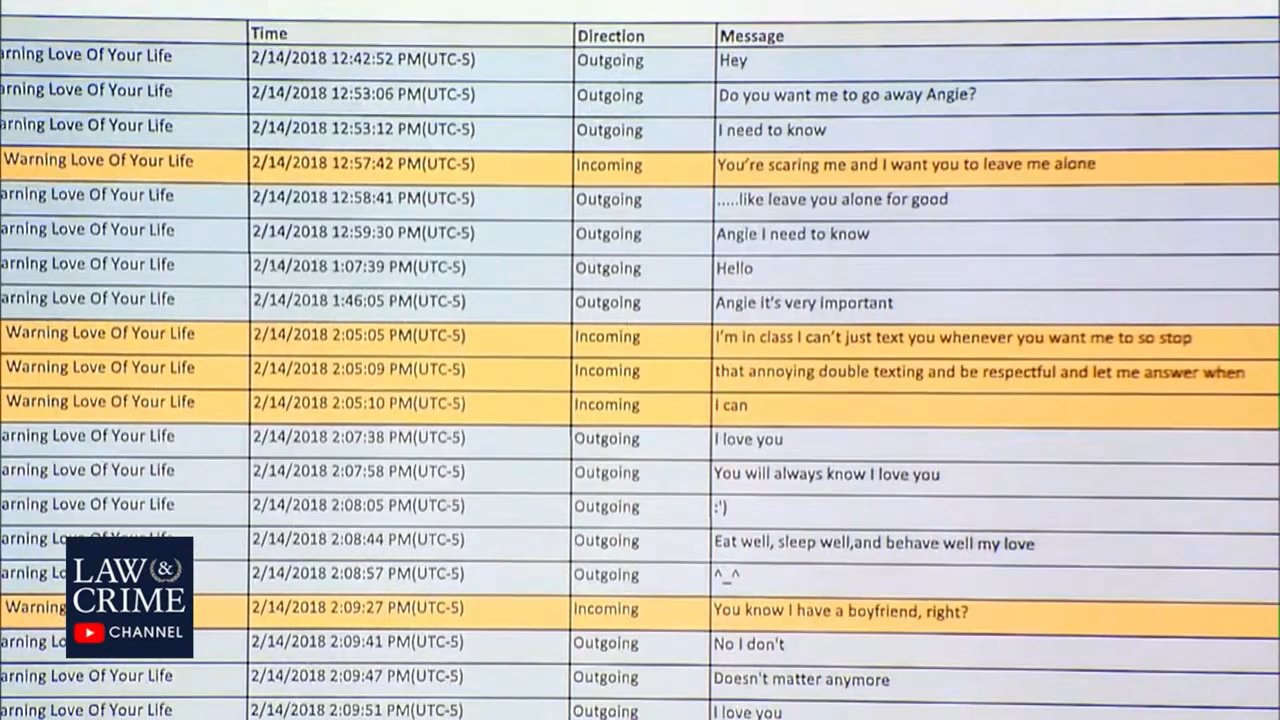 Time Direction Message
arning Love Of Your Life 2/14/2018 12:42:52 PM(UTC-5) Outgoing Hey
arning Love Of Your Life 2/14/2018 12:53:06 PM(UTC-5) Outgoing Do you want me to go away Angie?
arning Love Of Your Life 2/14/2018 12:53:12 PM(UTC-5) Outgoing I need to know
Warning Love Of Your Life 2/14/2018 12:57:42 PM(UTC-5) Incoming You're scaring me and I want you to leave me alone
arning Love Of Your Life 2/14/2018 12:58:41 PM(UTC-5) Outgoing .....like leave you alone for good
arning Love Of Your Life 2/14/2018 12:59:30 PM(UTC-5) Outgoing Angie I need to know
arning Love Of Your Life 2/14/2018 1:07:39 PM(UTC-5) Outgoing Hello
arning Love Of Your Life 2/14/2018 1:46:05 PM(UTC-5) Outgoing Angie it's very important
Warning Love Of Your Life 2/14/2018 2:05:05 PM(UTC-5) Incoming I'm in class I can't just text you whenever you want me to so stop
Warning Love Of Your Life 2/14/2018 2:05:09 PM(UTC-5) Incoming that annoying double texting and be respectful and let me answer when
Warning Love Of Your Life 2/14/2018 2:05:10 PM(UTC-5) Incoming I can
arning Love Of Your Life 2/14/2018 2:07:38 PM(UTC-5) Outgoing I love you
arning Love Of Your Life 2/14/2018 2:07:58 PM(UTC-5) Outgoing You will always know I love you
arning Love Of Your Life 2/14/2018 2:08:05 PM(UTC-5) Outgoing :')
arning Lo 2/14/2018 2:08:44 PM(UTC-5) Outgoing Eat well, sleep well,and behave well my love
arning Lo 2/14/2018 2:08:57 PM(UTC-5) Outgoing ^_^
Warning 2/14/2018 2:09:27 PM(UTC-5) Incoming You know I have a boyfriend, right?
arning Lo 2/14/2018 2:09:41 PM(UTC-5) Outgoing No I don't
arning Love Of Your Life 2/14/2018 2:09:47 PM(UTC-5) Outgoing Doesn't matter anymore
arning Love Of Your Life 2/14/2018 2:09:51 PM(UTC-5) Outgoing I love you
LAW &
CRIME
CHANNEL